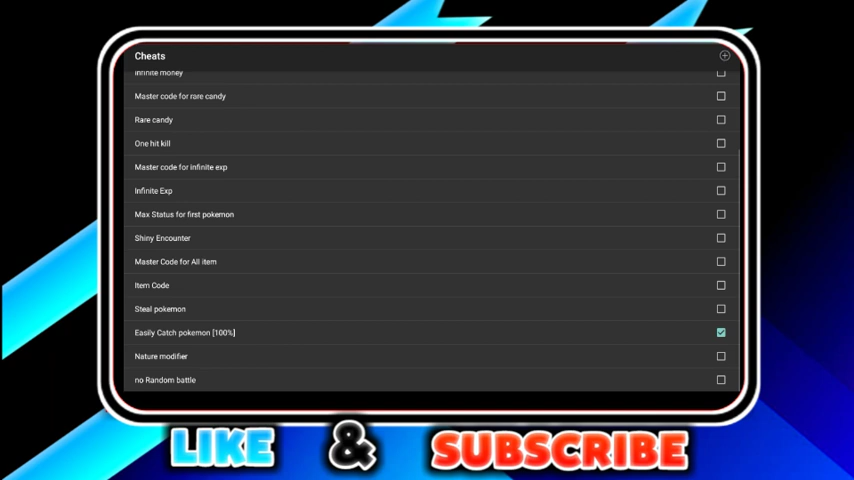 Cheats
Infinite money
Master code for rare candy
Rare candy
One hit kill
Master code for infinite exp
Infinite Exp
Max Status for first pokemon
Shiny Encounter
Master Code for All item
Item Code
Steal pokemon
Easily Catch pokemon [100%]
Nature modifier
no Random battle
LIKE & SUBSCRIBE